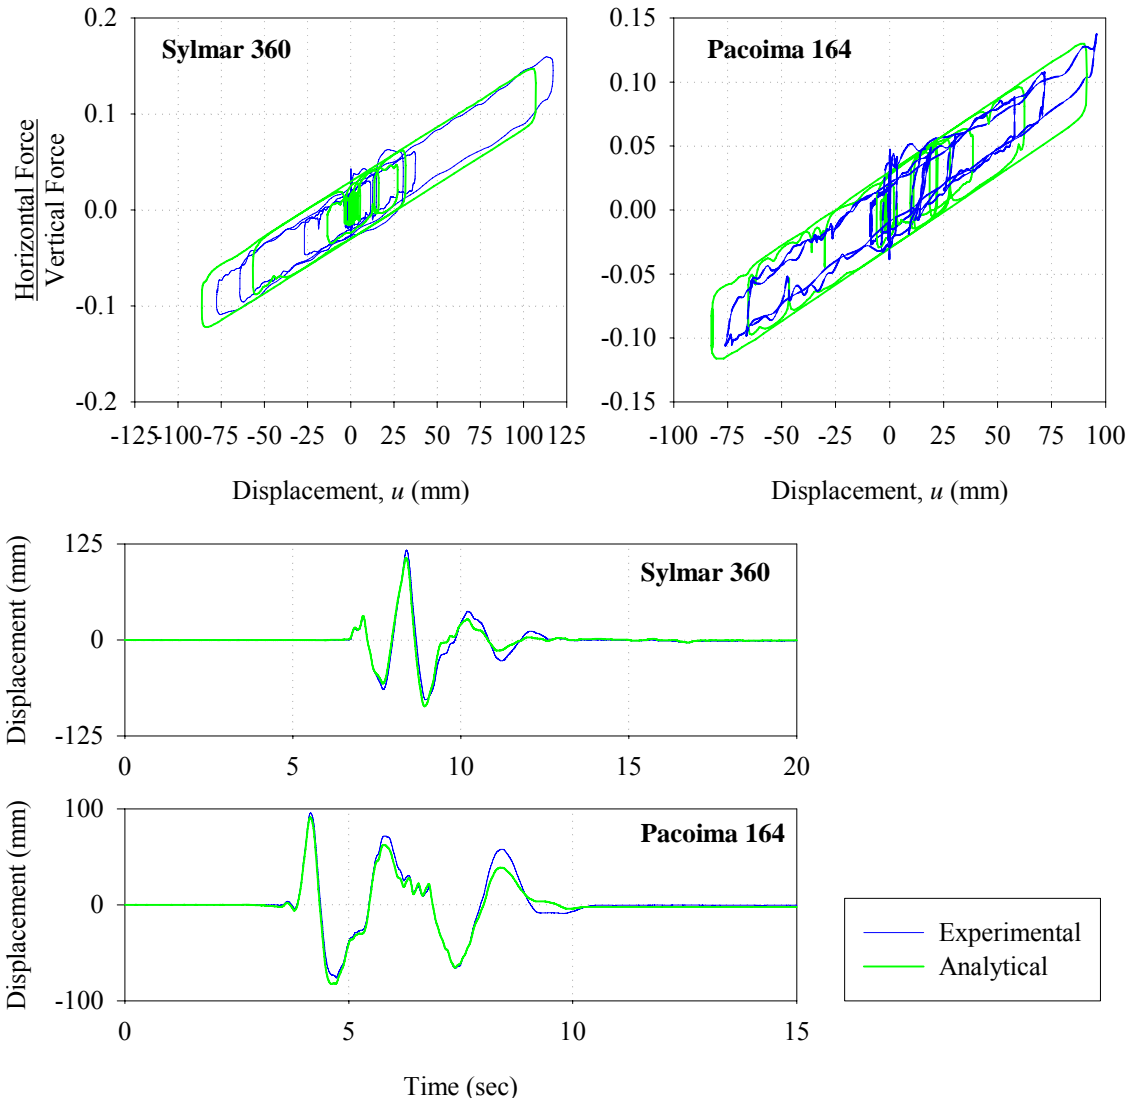 Sylmar 360
0.2
0.1
0.0
-0.1
-0.2
Horizontal Force
Vertical Force
-125 -100 -75 -50 -25 0 25 50 75 100 125
Displacement, u (mm)
Pacoima 164
0.15
0.10
0.05
0.00
-0.05
-0.10
-0.15
-100 -75 -50 -25 0 25 50 75 100
Displacement, u (mm)
Displacement (mm)
125
0
-125
Sylmar 360
0 5 10 15 20
Displacement (mm)
100
0
-100
Pacoima 164
0 5 10 15
Time (sec)
Experimental
Analytical